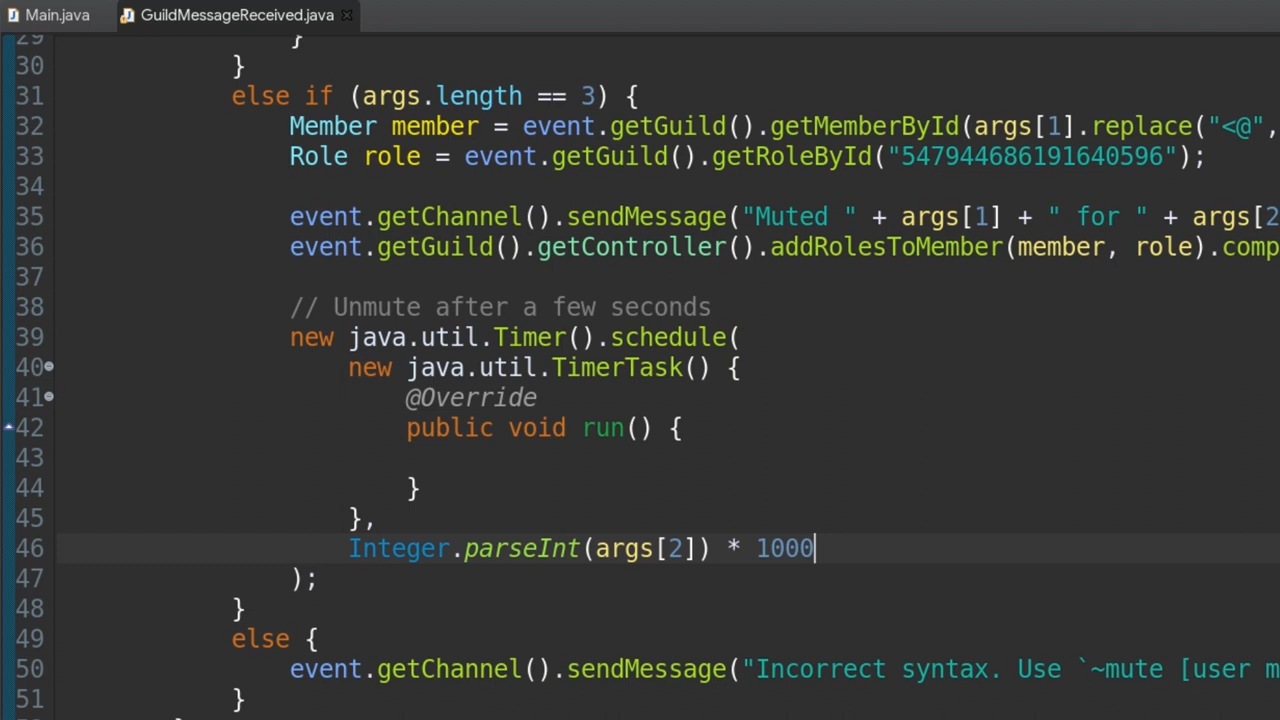 Main.java GuildMessageReceived.java
29 }
30 }
31 else if (args.length == 3) {
32 Member member = event.getGuild().getMemberById(args[1].replace("<@",
33 Role role = event.getGuild().getRoleById("547944686191640596");
34
35 event.getChannel().sendMessage("Muted " + args[1] + " for " + args[2
36 event.getGuild().getController().addRolesToMember(member, role).comp
37
38 // Unmute after a few seconds
39 new java.util.Timer().schedule(
40 new java.util.TimerTask() {
41 @Override
42 public void run() {
43
44 }
45 },
46 Integer.parseInt(args[2]) * 1000
47 );
48 }
49 else {
50 event.getChannel().sendMessage("Incorrect syntax. Use `~mute [user m
51 }